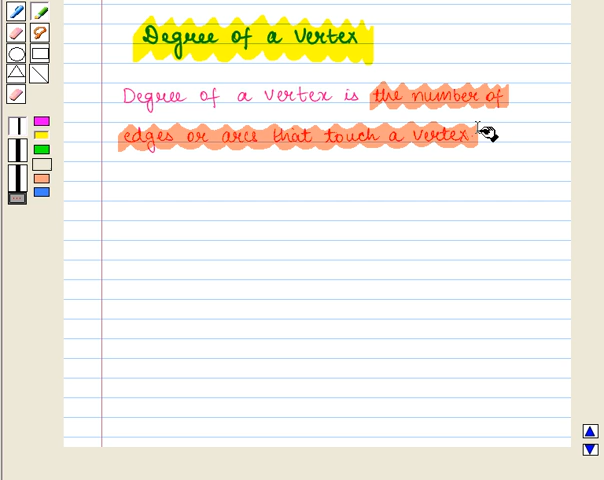 Degree of a Vertex
Degree of a vertex is the number of
edges or arcs that touch a vertex.